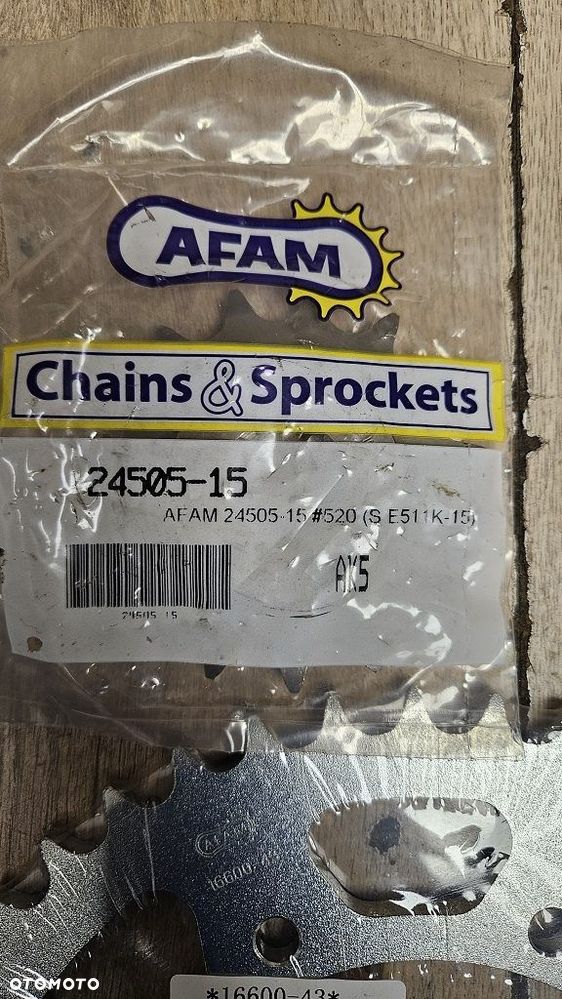 AFAM
Chains & Sprockets
24505-15
AFAM 24505-15 #520 (S E511K-15)
AK5
24505 15
AFAM
16600-43
*16600-43*
OTOMOTO